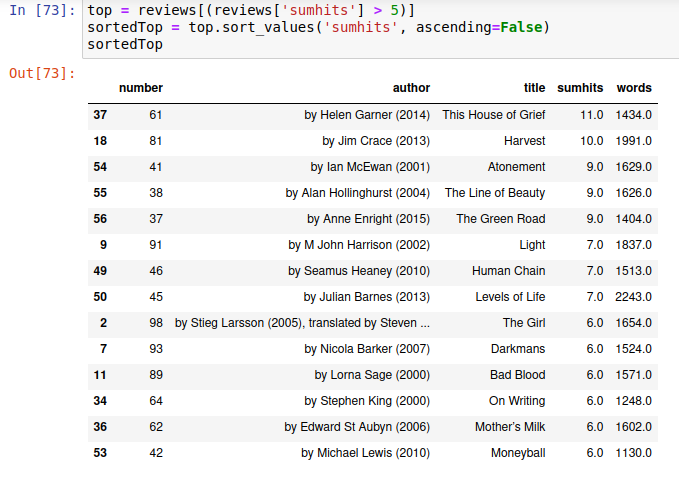 In [73]: top = reviews[(reviews['sumhits'] > 5)]
sortedTop = top.sort_values('sumhits', ascending=False)
sortedTop
Out[73]:
number author title sumhits words
37 61 by Helen Garner (2014) This House of Grief 11.0 1434.0
18 81 by Jim Crace (2013) Harvest 10.0 1991.0
54 41 by Ian McEwan (2001) Atonement 9.0 1629.0
55 38 by Alan Hollinghurst (2004) The Line of Beauty 9.0 1626.0
56 37 by Anne Enright (2015) The Green Road 9.0 1404.0
9 91 by M John Harrison (2002) Light 7.0 1837.0
49 46 by Seamus Heaney (2010) Human Chain 7.0 1513.0
50 45 by Julian Barnes (2013) Levels of Life 7.0 2243.0
2 98 by Stieg Larsson (2005), translated by Steven ... The Girl 6.0 1654.0
7 93 by Nicola Barker (2007) Darkmans 6.0 1524.0
11 89 by Lorna Sage (2000) Bad Blood 6.0 1571.0
34 64 by Stephen King (2000) On Writing 6.0 1248.0
36 62 by Edward St Aubyn (2006) Mother’s Milk 6.0 1602.0
53 42 by Michael Lewis (2010) Moneyball 6.0 1130.0